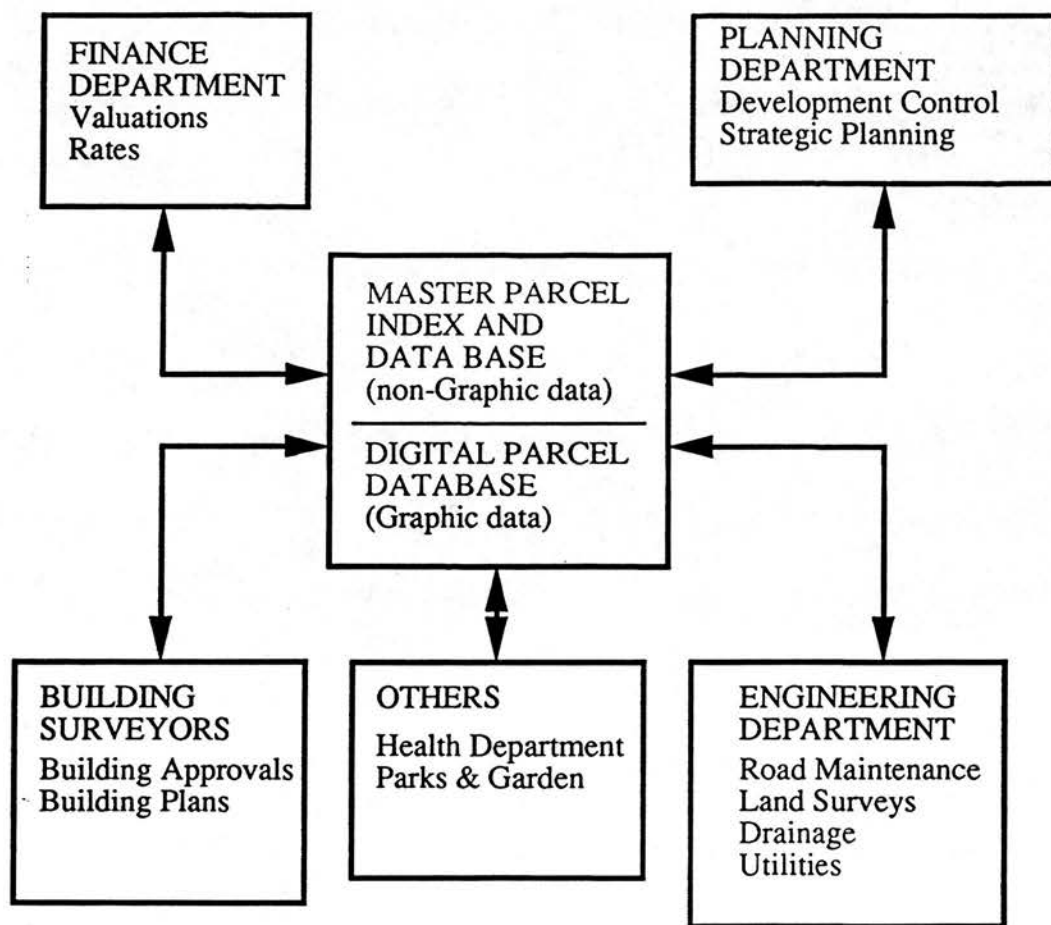 FINANCE
DEPARTMENT
Valuations
Rates
PLANNING
DEPARTMENT
Development Control
Strategic Planning
MASTER PARCEL
INDEX AND
DATA BASE
(non-Graphic data)
DIGITAL PARCEL
DATABASE
(Graphic data)
BUILDING
SURVEYORS
Building Approvals
Building Plans
OTHERS
Health Department
Parks & Garden
ENGINEERING
DEPARTMENT
Road Maintenance
Land Surveys
Drainage
Utilities